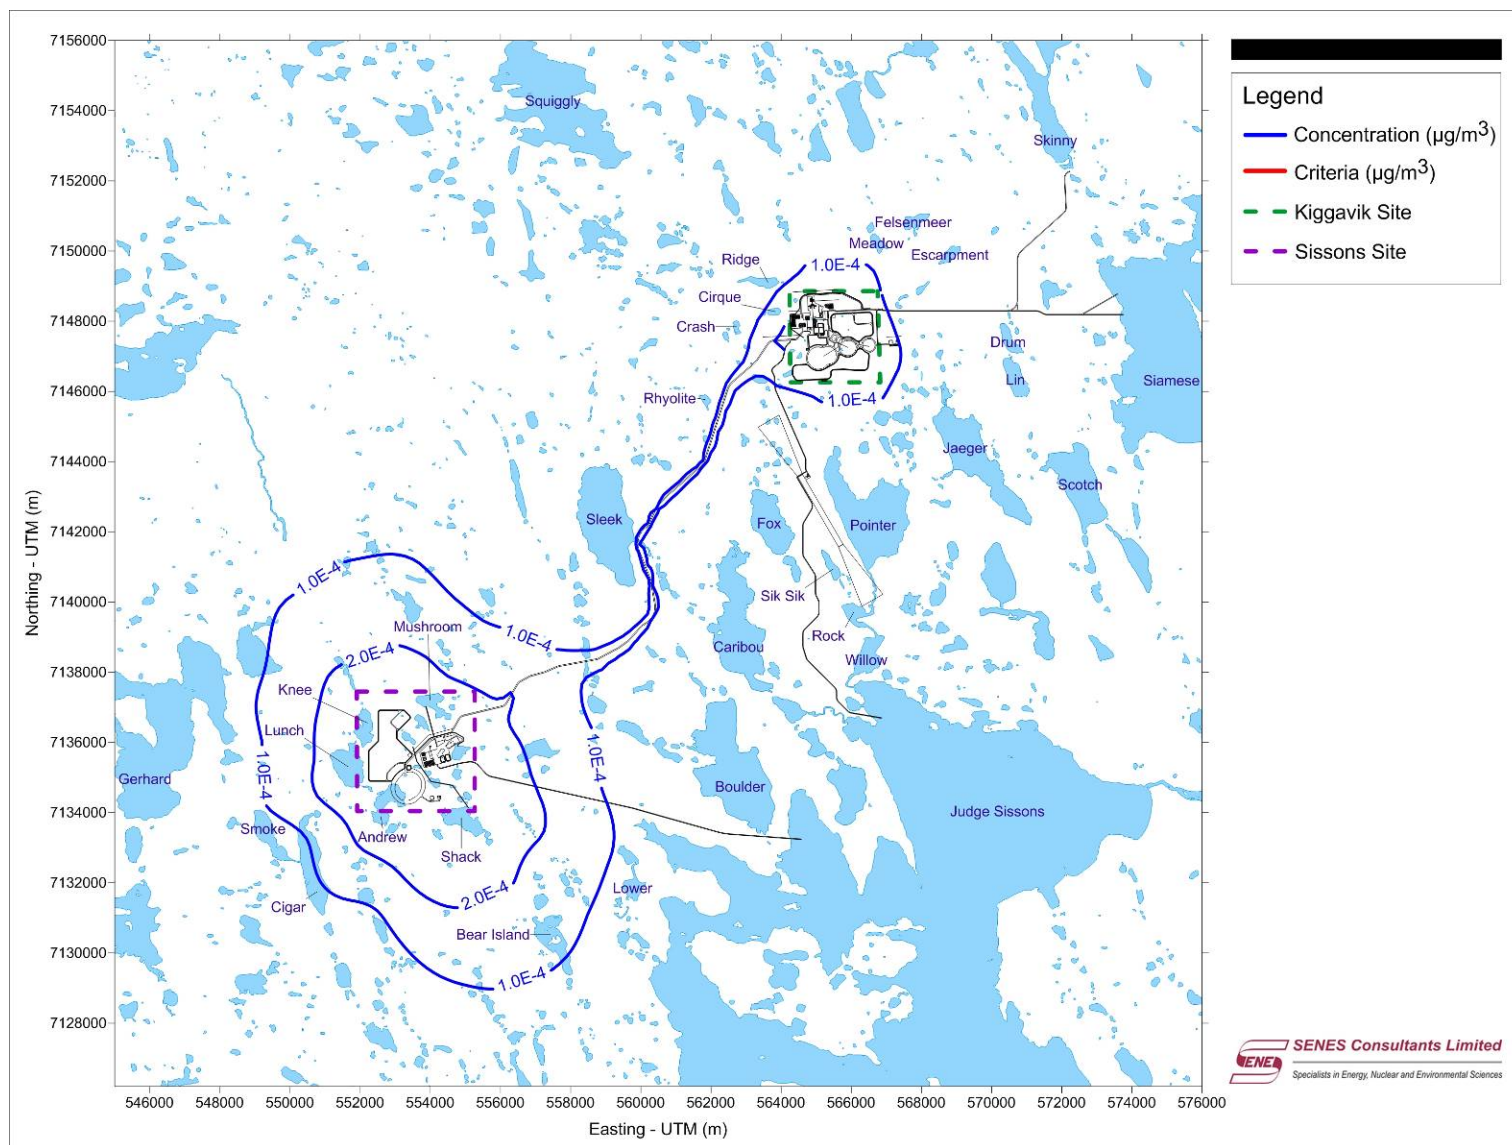 7156000
7154000
7152000
7150000
7148000
7146000
7144000
7142000
7140000
7138000
7136000
7134000
7132000
7130000
7128000
Northing - UTM (m)
546000 548000 550000 552000 554000 556000 558000 560000 562000 564000 566000 568000 570000 572000 574000 576000
Easting - UTM (m)
Squiggly
Skinny
Felsenmeer
Meadow
Escarpment
Ridge
1.0E-4
Cirque
Crash
Drum
Lin
Siamese
Rhyolite
1.0E-4
Jaeger
Scotch
Sleek
Fox
Pointer
1.0E-4
Sik Sik
Mushroom
1.0E-4
Rock
Caribou
Willow
2.0E-4
Knee
Lunch
1.0E-4
1.0E-4
Gerhard
Boulder
Judge Sissons
Smoke
Andrew
Shack
2.0E-4
Lower
Cigar
Bear Island
1.0E-4
Legend
Concentration (µg/m³)
Criteria (µg/m³)
Kiggavik Site
Sissons Site
SENES
SENES Consultants Limited
Specialists in Energy, Nuclear and Environmental Sciences